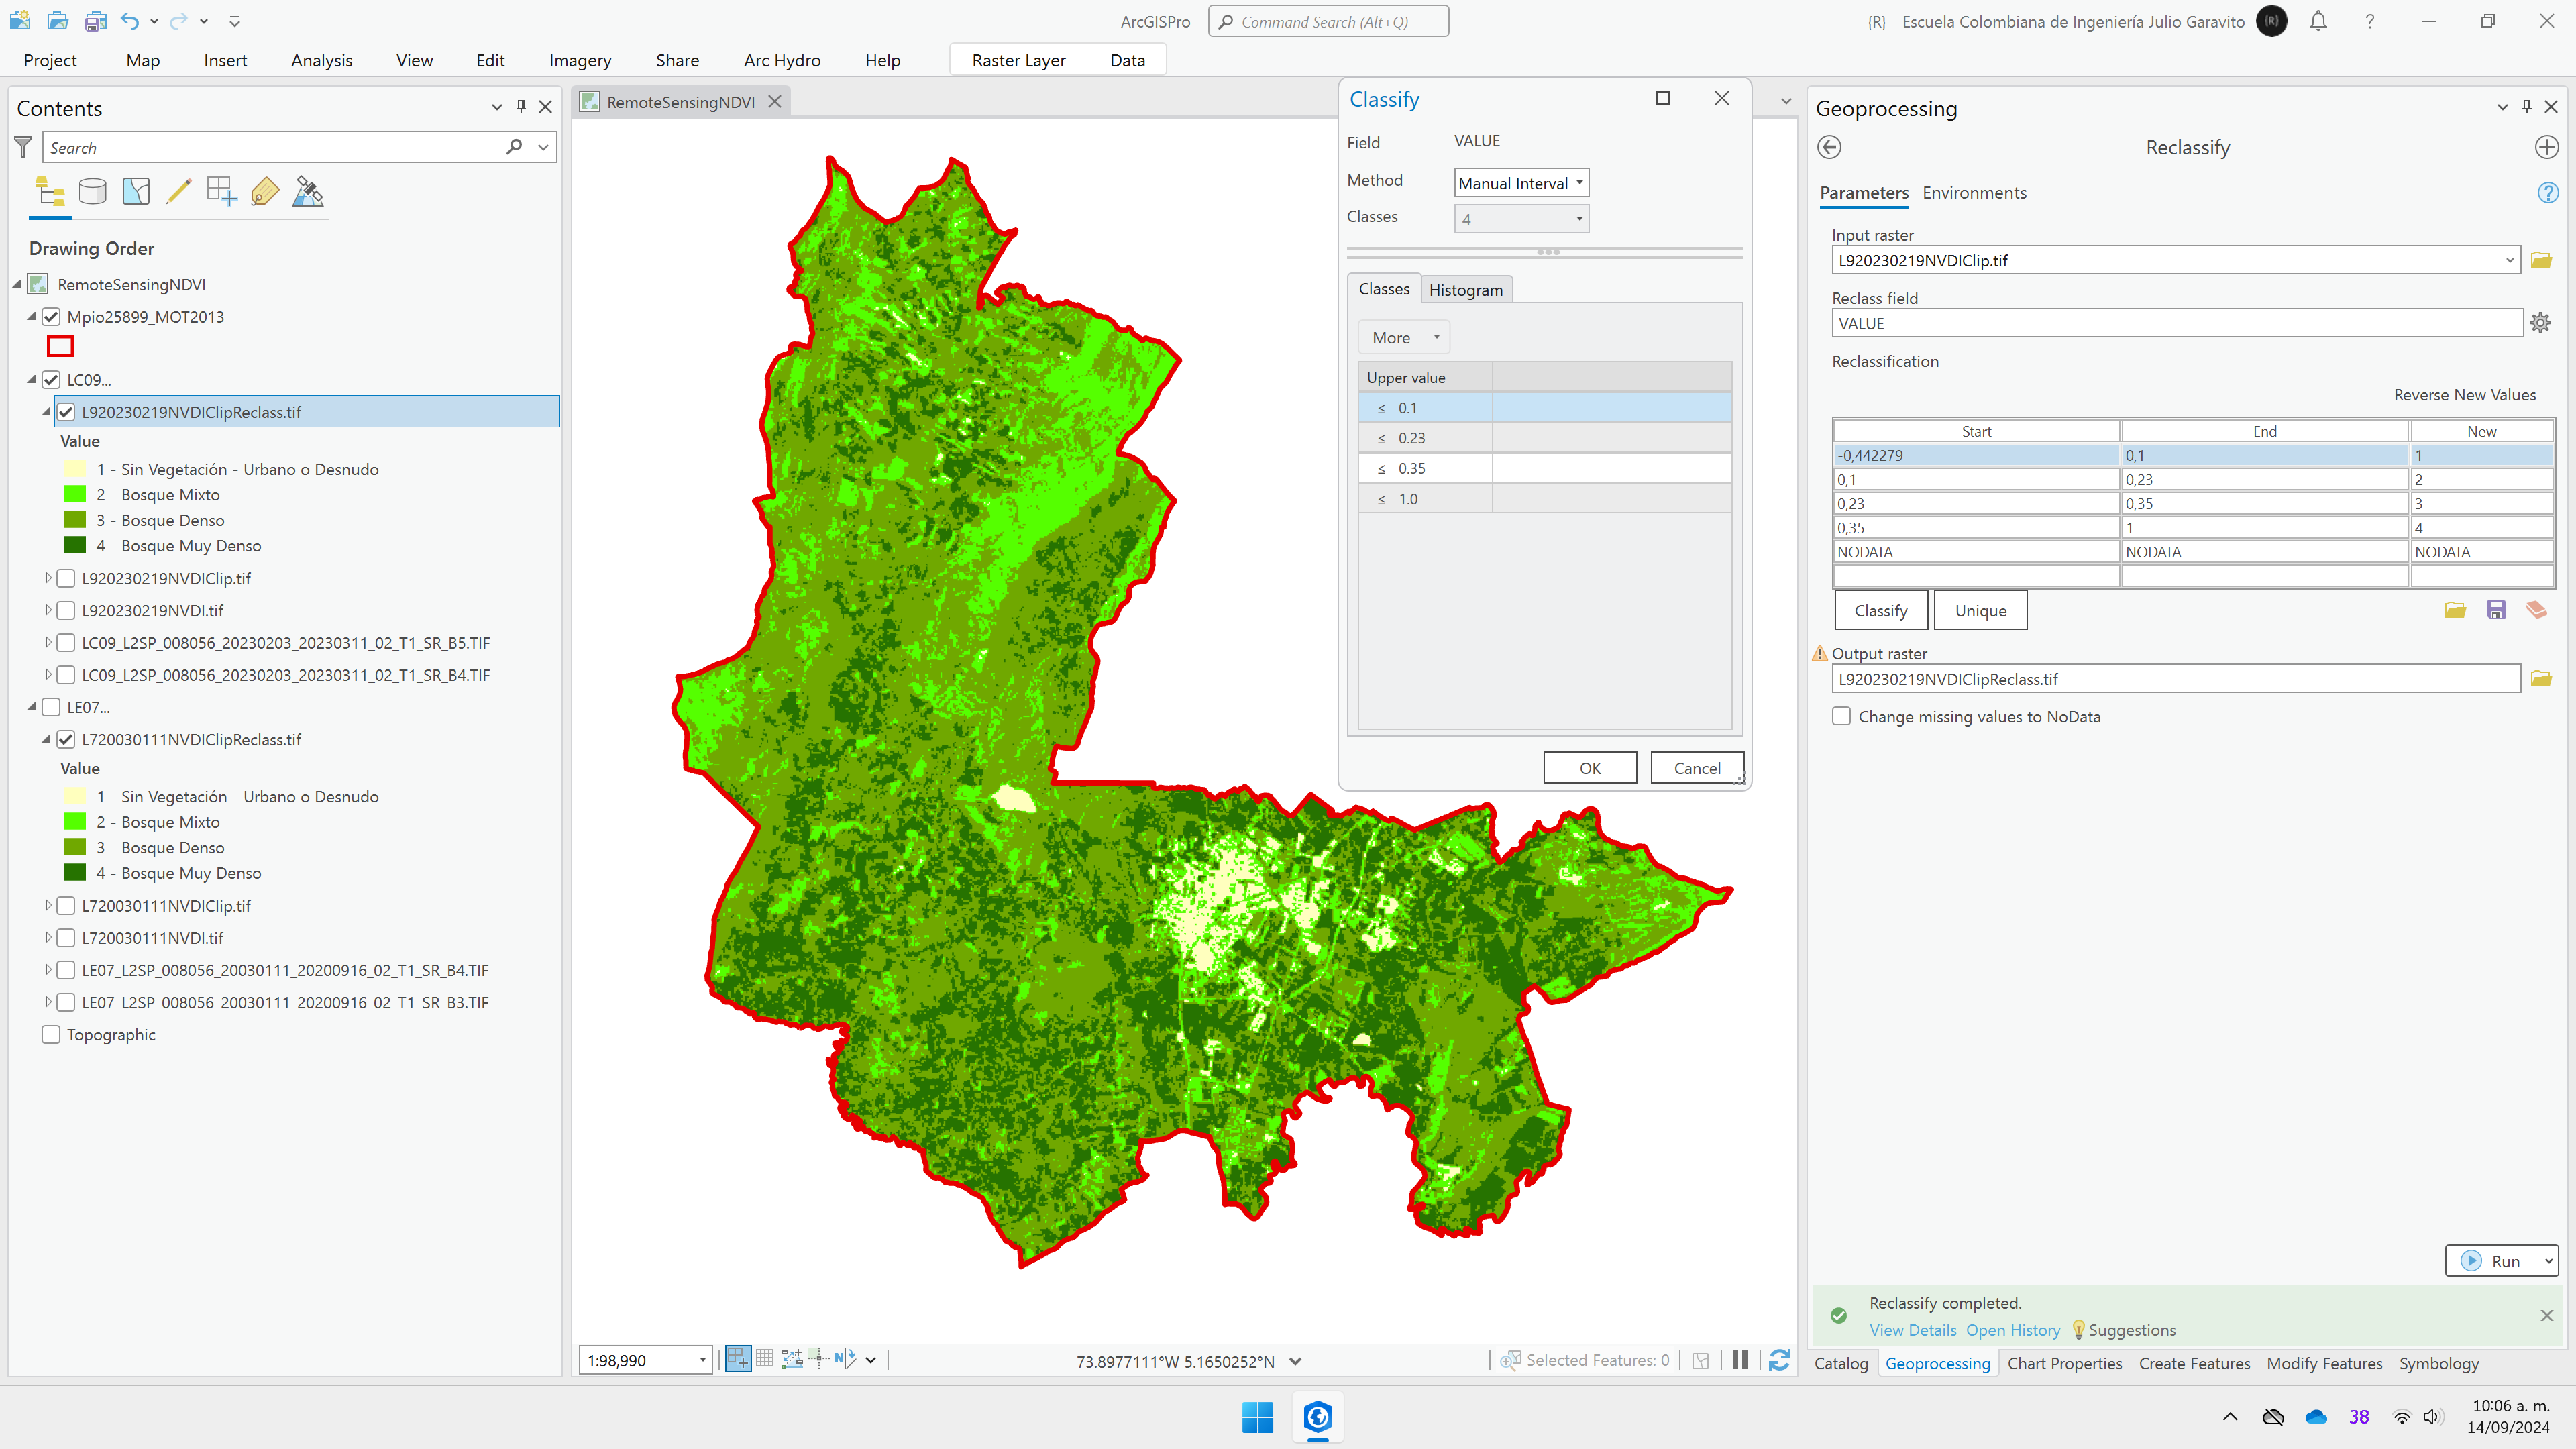 ArcGISPro
Command Search (Alt+Q)
{R} - Escuela Colombiana de Ingeniería Julio Garavito
{R}
?
Project Map Insert Analysis View Edit Imagery Share Arc Hydro Help Raster Layer Data
Contents
Search
Drawing Order
RemoteSensingNDVI
Mpio25899_MOT2013
LC09...
L920230219NVDIClipReclass.tif
Value
1 - Sin Vegetación - Urbano o Desnudo
2 - Bosque Mixto
3 - Bosque Denso
4 - Bosque Muy Denso
L920230219NVDIClip.tif
L920230219NVDI.tif
LC09_L2SP_008056_20230203_20230311_02_T1_SR_B5.TIF
LC09_L2SP_008056_20230203_20230311_02_T1_SR_B4.TIF
LE07...
L720030111NVDIClipReclass.tif
Value
1 - Sin Vegetación - Urbano o Desnudo
2 - Bosque Mixto
3 - Bosque Denso
4 - Bosque Muy Denso
L720030111NVDIClip.tif
L720030111NVDI.tif
LE07_L2SP_008056_20030111_20200916_02_T1_SR_B4.TIF
LE07_L2SP_008056_20030111_20200916_02_T1_SR_B3.TIF
Topographic
RemoteSensingNDVI
1:98,990
N
73.8977111°W 5.1650252°N
Selected Features: 0
Classify
Field VALUE
Method Manual Interval
Classes 4
Classes Histogram
More
Upper value
≤ 0.1
≤ 0.23
≤ 0.35
≤ 1.0
OK Cancel
Geoprocessing
Reclassify
Parameters Environments
?
Input raster
L920230219NVDIClip.tif
Reclass field
VALUE
Reclassification
Reverse New Values
Start End New
-0,442279 0,1 1
0,1 0,23 2
0,23 0,35 3
0,35 1 4
NODATA NODATA NODATA
Classify Unique
Output raster
L920230219NVDIClipReclass.tif
Change missing values to NoData
Run
Reclassify completed.
View Details Open History Suggestions
Catalog Geoprocessing Chart Properties Create Features Modify Features Symbology
38
10:06 a. m.
14/09/2024